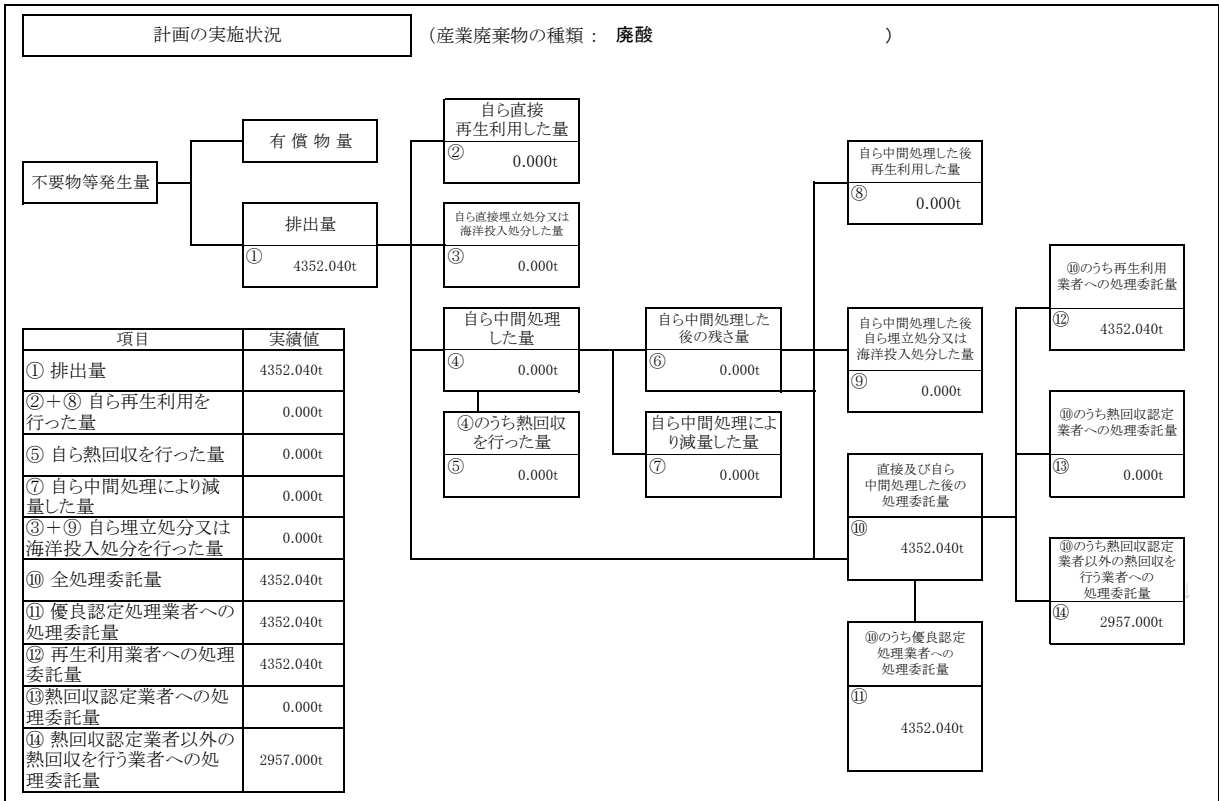 計画の実施状況
（産業廃棄物の種類： 廃酸 ）
不要物等発生量
有償物量
排出量
① 4352.040t
自ら直接
再生利用した量
② 0.000t
自ら直接埋立処分又は
海洋投入処分した量
③ 0.000t
自ら中間処理
した量
④ 0.000t
④のうち熱回収
を行った量
⑤ 0.000t
自ら中間処理した
後の残さ量
⑥ 0.000t
自ら中間処理によ
り減量した量
⑦ 0.000t
自ら中間処理した後
再生利用した量
⑧ 0.000t
自ら中間処理した後
自ら埋立処分又は
海洋投入処分した量
⑨ 0.000t
直接及び自ら
中間処理した後の
処理委託量
⑩ 4352.040t
⑩のうち優良認定
処理業者への
処理委託量
⑪ 4352.040t
⑩のうち再生利用
業者への処理委託量
⑫ 4352.040t
⑩のうち熱回収認定
業者への処理委託量
⑬ 0.000t
⑩のうち熱回収認定
業者以外の熱回収を
行う業者への
処理委託量
⑭ 2957.000t
項目 実績値
① 排出量 4352.040t
②＋⑧ 自ら再生利用を
行った量 0.000t
⑤ 自ら熱回収を行った量 0.000t
⑦ 自ら中間処理により減
量した量 0.000t
③＋⑨ 自ら埋立処分又は
海洋投入処分を行った量 0.000t
⑩ 全処理委託量 4352.040t
⑪ 優良認定処理業者への
処理委託量 4352.040t
⑫ 再生利用業者への処理
委託量 4352.040t
⑬熱回収認定業者への処
理委託量 0.000t
⑭ 熱回収認定業者以外の
熱回収を行う業者への処
理委託量 2957.000t